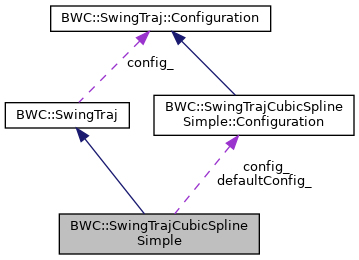 BWC::SwingTraj::Configuration
config_
BWC::SwingTraj
BWC::SwingTrajCubicSpline
Simple::Configuration
config_
defaultConfig_
BWC::SwingTrajCubicSpline
Simple